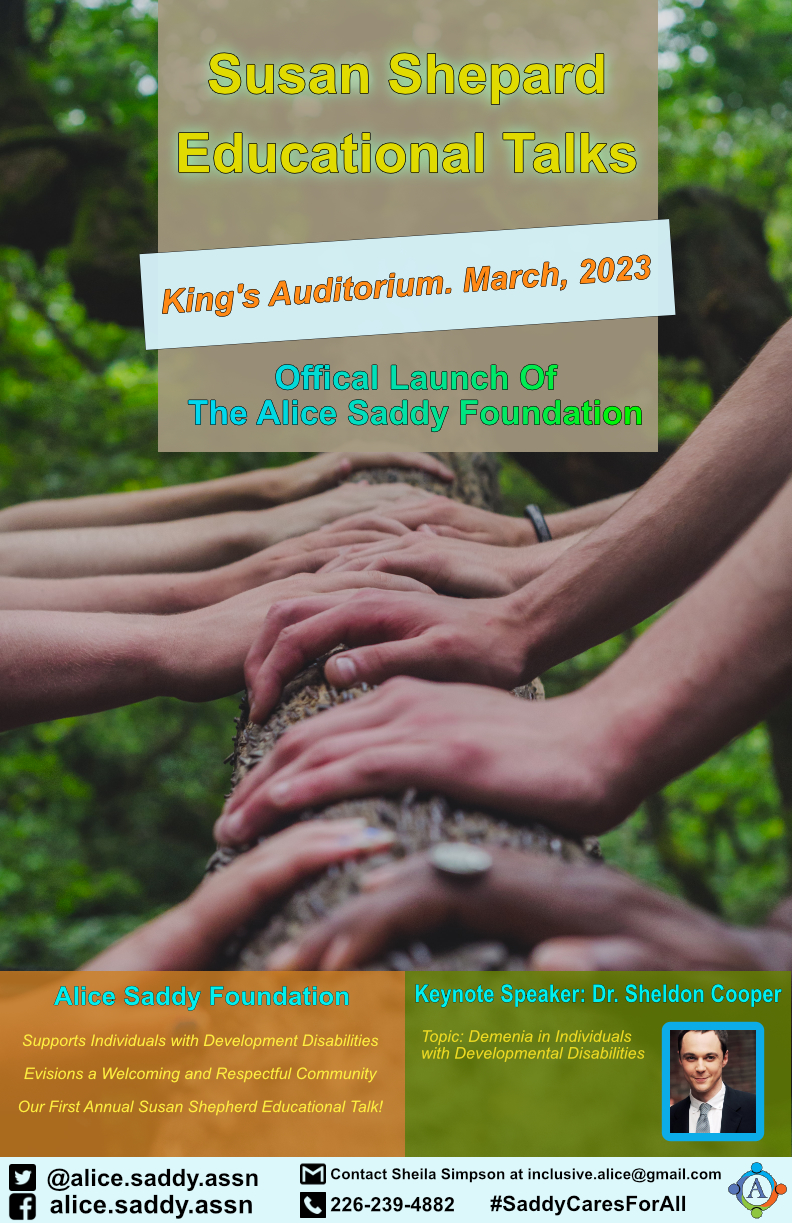 Susan Shepard
Educational Talks
King's Auditorium. March, 2023
Offical Launch Of
The Alice Saddy Foundation
Alice Saddy Foundation
Supports Individuals with Development Disabilities
Evisions a Welcoming and Respectful Community
Our First Annual Susan Shepherd Educational Talk!
Keynote Speaker: Dr. Sheldon Cooper
Topic: Demenia in Individuals
with Developmental Disabilities
@alice.saddy.assn
alice.saddy.assn
Contact Sheila Simpson at inclusive.alice@gmail.com
226-239-4882
#SaddyCaresForAll
A